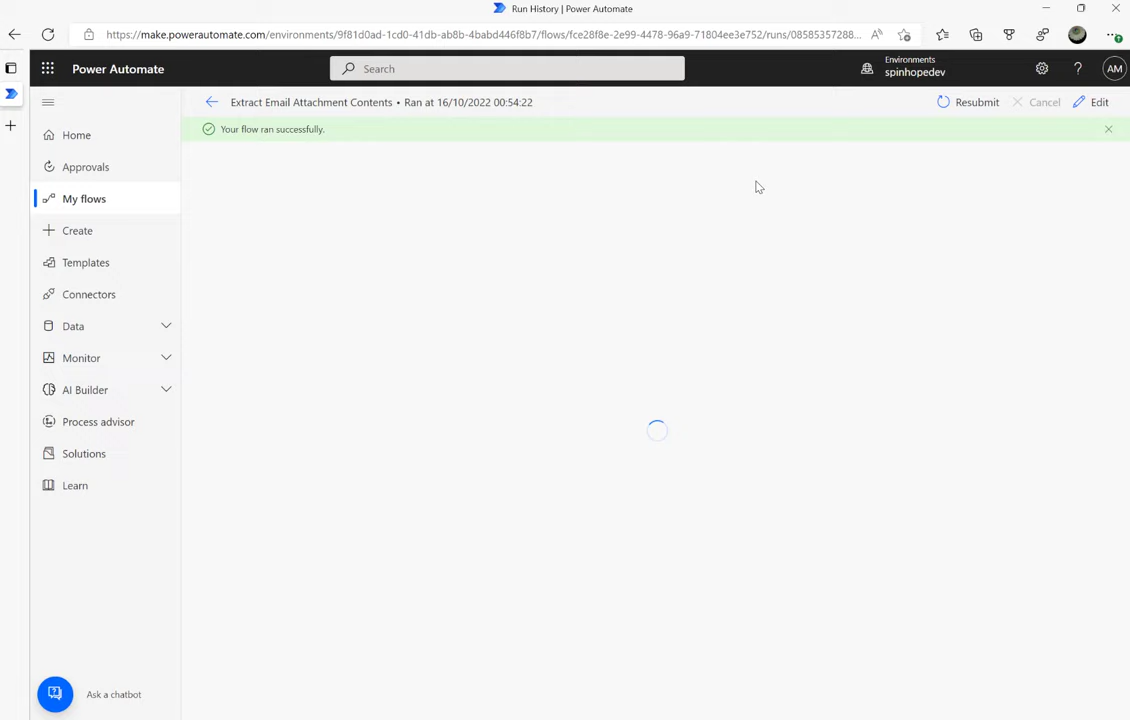 Run History | Power Automate
https://make.powerautomate.com/environments/9f81d0ad-1cd0-41db-ab8b-4babd446f8b7/flows/fce28f8e-2e99-4478-96a9-71804ee3e752/runs/08585357288...
Power Automate
Search
Environments
spinhopedev
AM
Extract Email Attachment Contents • Ran at 16/10/2022 00:54:22
Resubmit
Cancel
Edit
Your flow ran successfully.
Home
Approvals
My flows
Create
Templates
Connectors
Data
Monitor
AI Builder
Process advisor
Solutions
Learn
Ask a chatbot